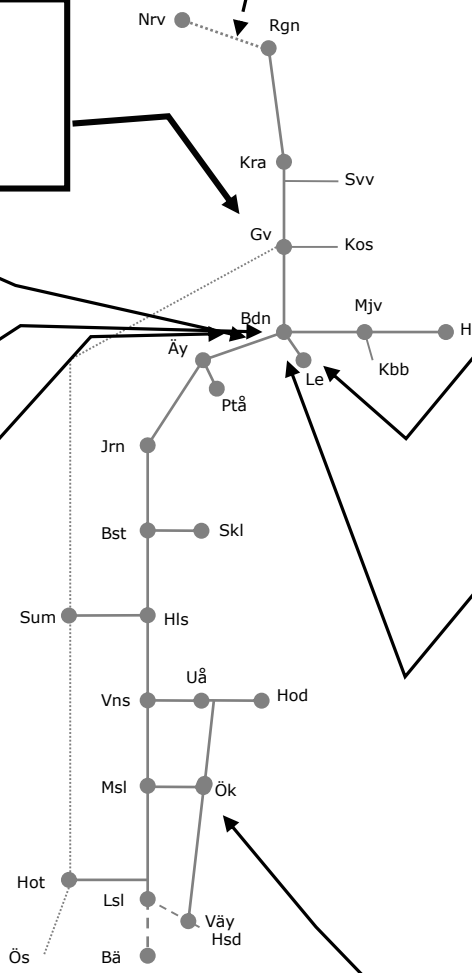 Nrv
Rgn
Kra
Svv
Gv
Kos
Bdn
Mjv
H
Äy
Le
Kbb
Ptå
Jrn
Bst
Skl
Sum
Hls
Uå
Vns
Hod
Msl
Ök
Hot
Lsl
Väy
Hsd
Ös
Bä